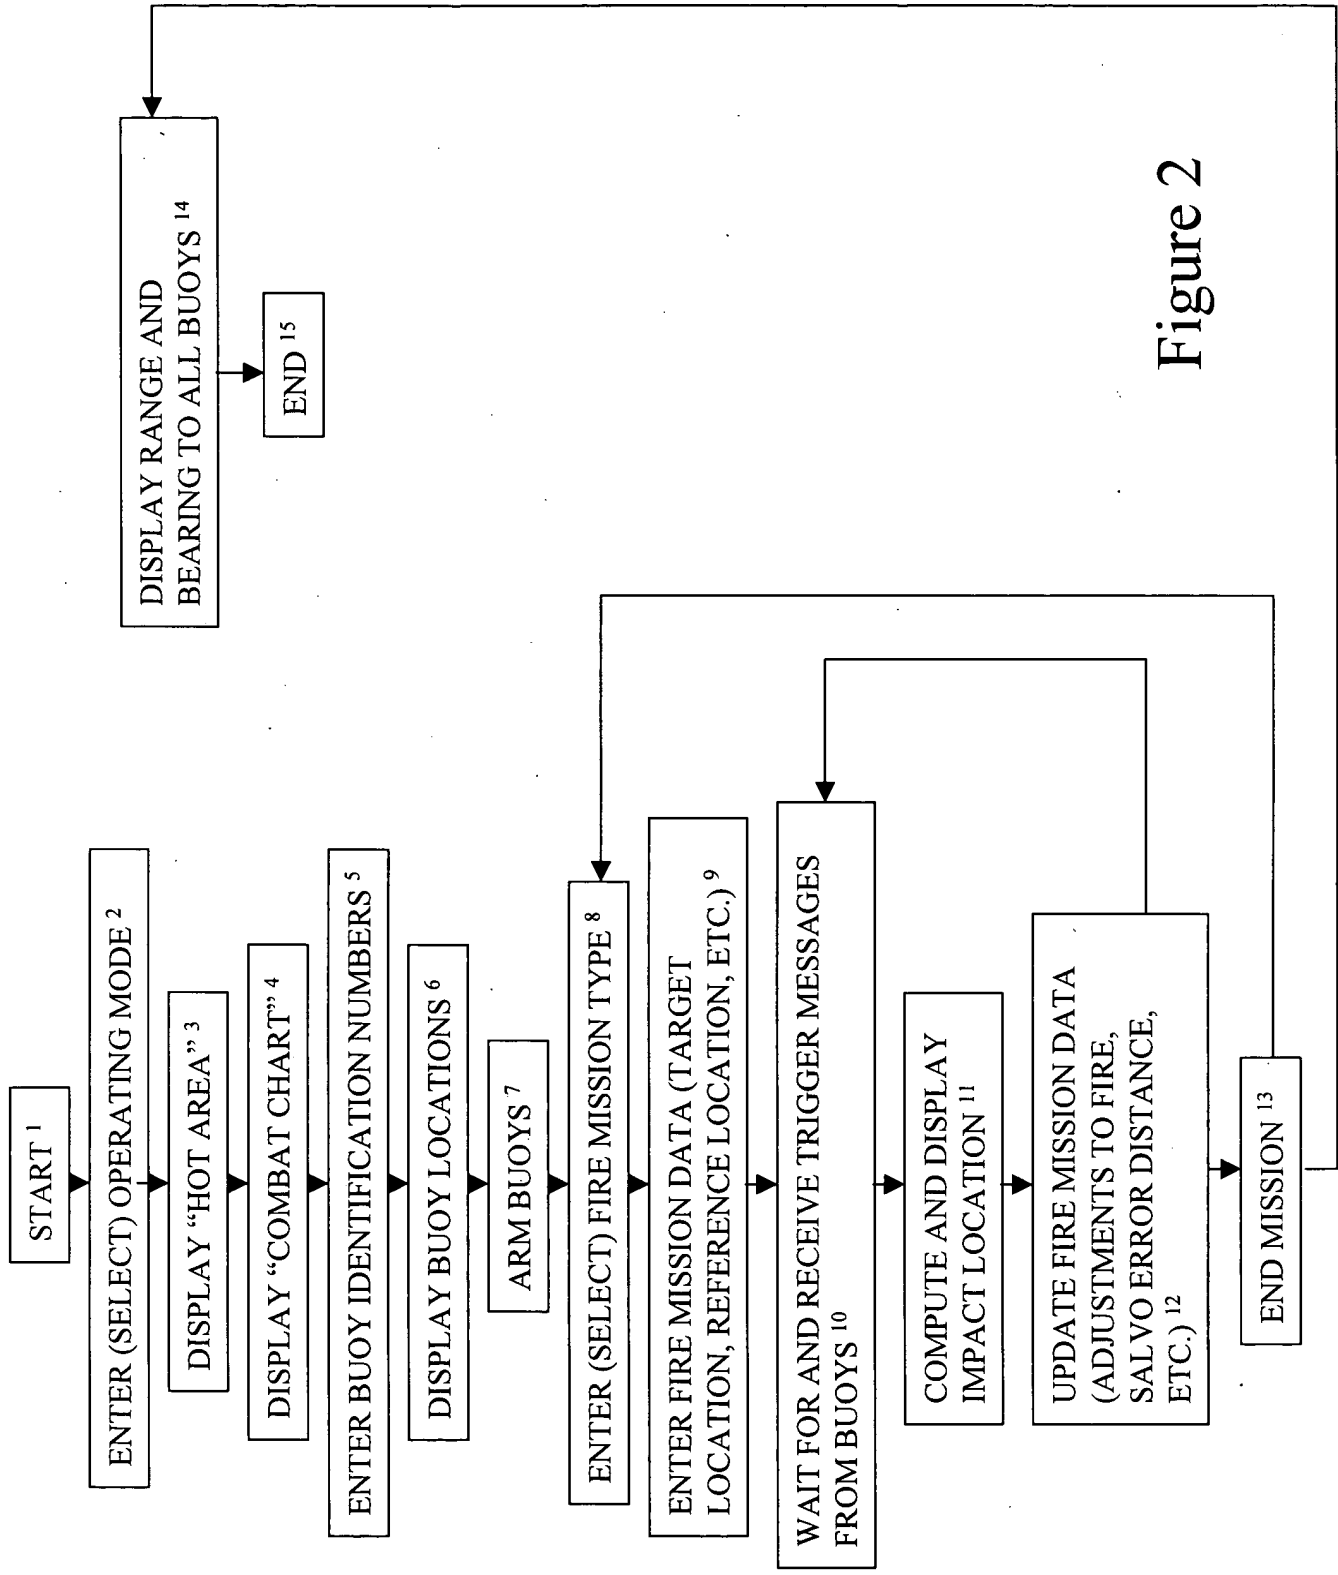 START 1
ENTER (SELECT) OPERATING MODE 2
DISPLAY “HOT AREA” 3
DISPLAY “COMBAT CHART” 4
ENTER BUOY IDENTIFICATION NUMBERS 5
DISPLAY BUOY LOCATIONS 6
ARM BUOYS 7
ENTER (SELECT) FIRE MISSION TYPE 8
ENTER FIRE MISSION DATA (TARGET
LOCATION, REFERENCE LOCATION, ETC.) 9
WAIT FOR AND RECEIVE TRIGGER MESSAGES
FROM BUOYS 10
COMPUTE AND DISPLAY
IMPACT LOCATION 11
UPDATE FIRE MISSION DATA
(ADJUSTMENTS TO FIRE,
SALVO ERROR DISTANCE,
ETC.) 12
END MISSION 13
DISPLAY RANGE AND
BEARING TO ALL BUOYS 14
END 15
Figure 2